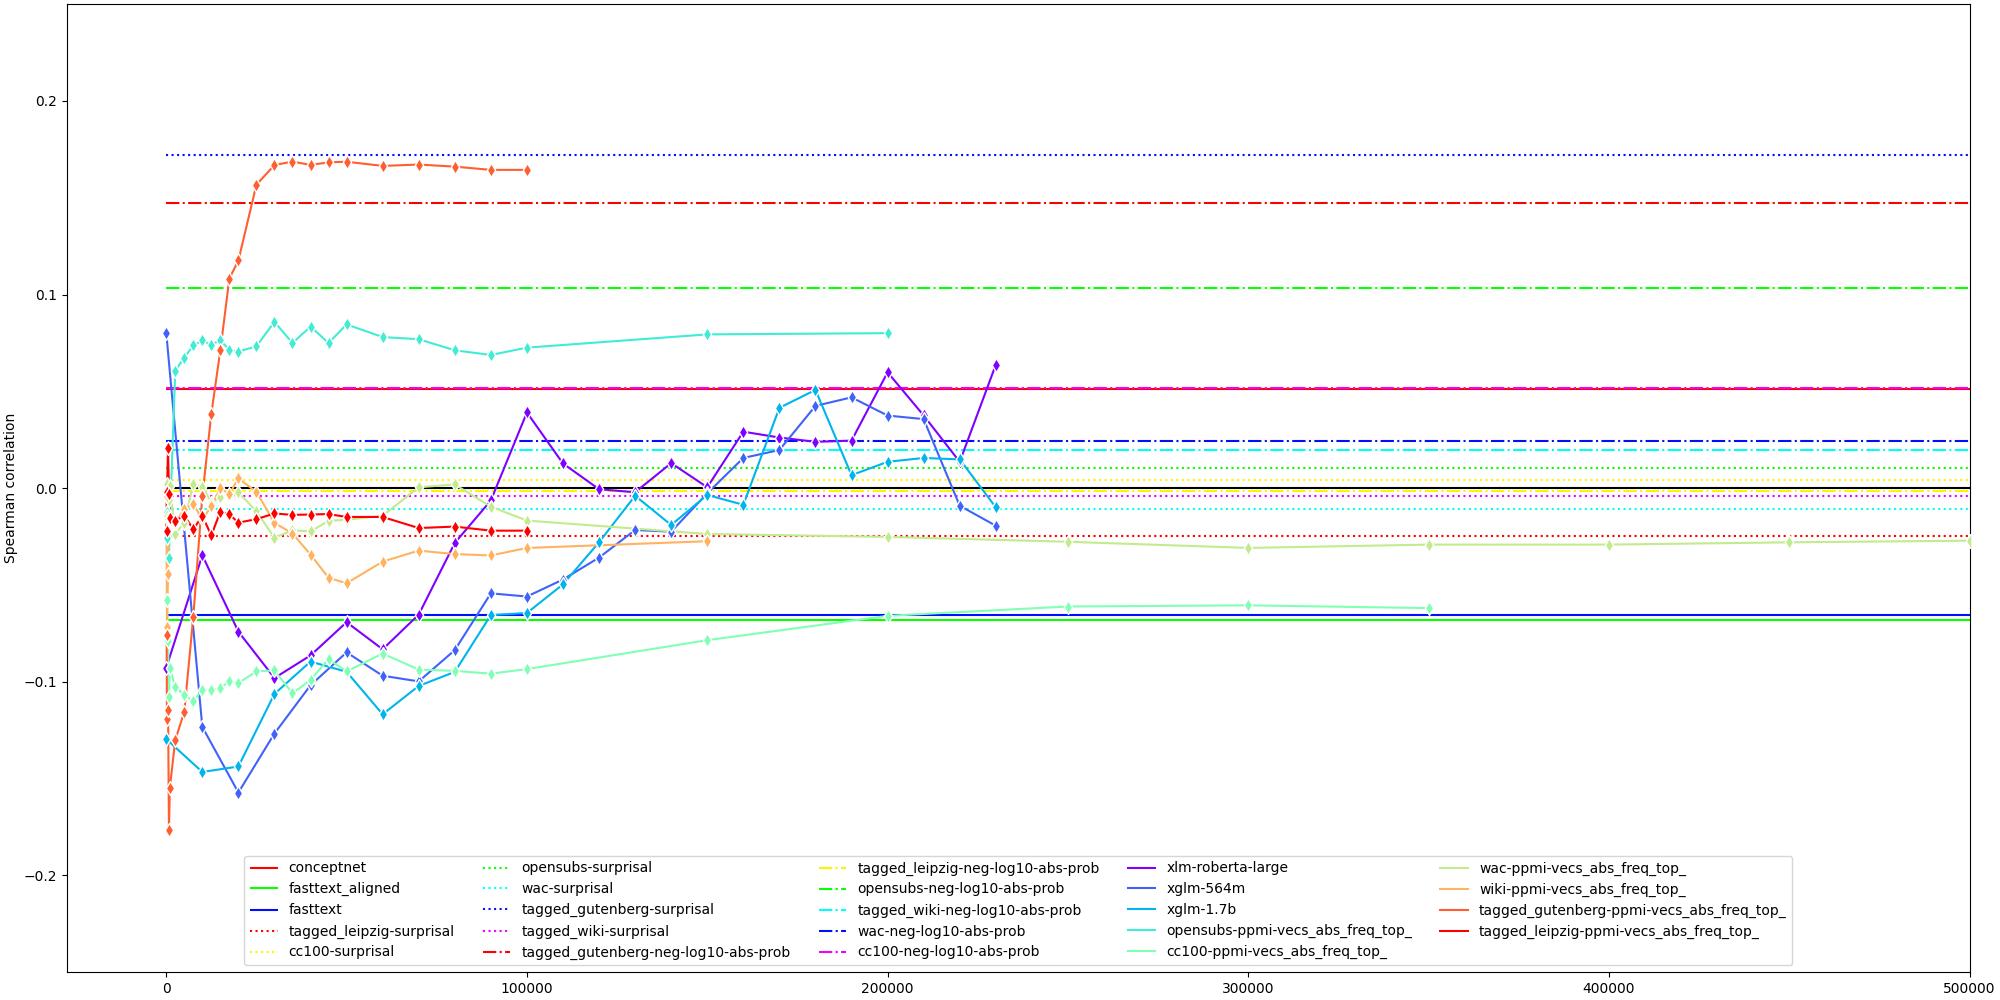 Spearman correlation
0.2
0.1
0.0
−0.1
−0.2
0
100000
200000
300000
400000
500000
conceptnet
fasttext_aligned
fasttext
tagged_leipzig-surprisal
cc100-surprisal
opensubs-surprisal
wac-surprisal
tagged_gutenberg-surprisal
tagged_wiki-surprisal
tagged_gutenberg-neg-log10-abs-prob
tagged_leipzig-neg-log10-abs-prob
opensubs-neg-log10-abs-prob
tagged_wiki-neg-log10-abs-prob
wac-neg-log10-abs-prob
cc100-neg-log10-abs-prob
xlm-roberta-large
xglm-564m
xglm-1.7b
opensubs-ppmi-vecs_abs_freq_top_
cc100-ppmi-vecs_abs_freq_top_
wac-ppmi-vecs_abs_freq_top_
wiki-ppmi-vecs_abs_freq_top_
tagged_gutenberg-ppmi-vecs_abs_freq_top_
tagged_leipzig-ppmi-vecs_abs_freq_top_